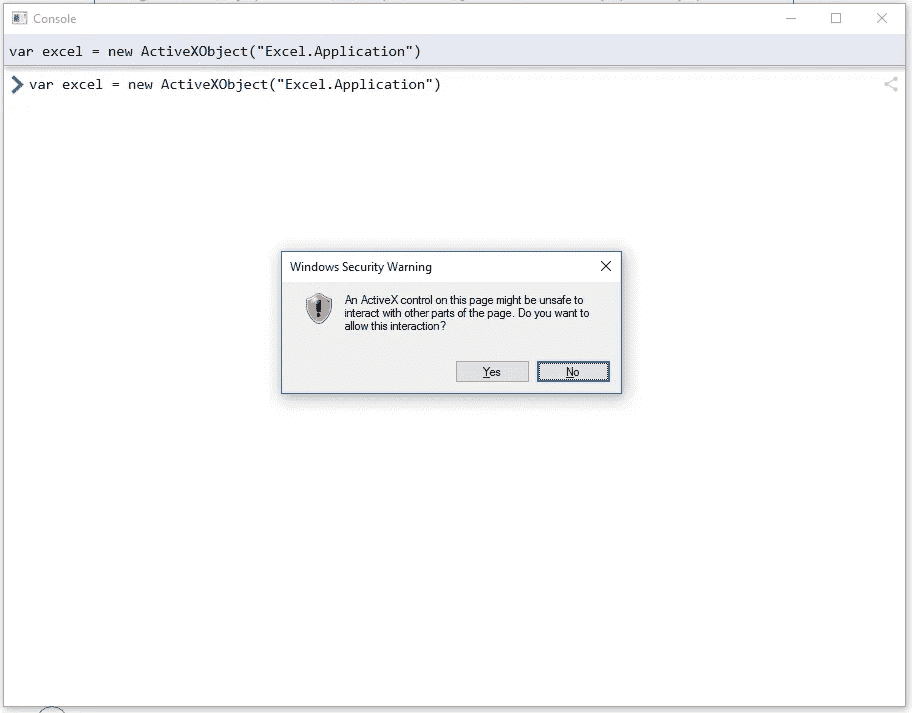 Console
var excel = new ActiveXObject("Excel.Application")
var excel = new ActiveXObject("Excel.Application")
Windows Security Warning
An ActiveX control on this page might be unsafe to
interact with other parts of the page. Do you want to
allow this interaction?
Yes No